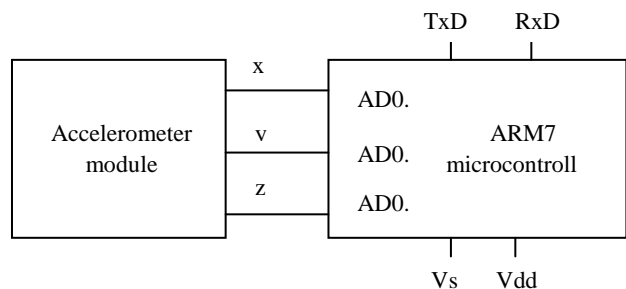 TxD RxD
x
AD0.
Accelerometer
module
v
AD0.
ARM7
microcontroll
z
AD0.
Vs Vdd